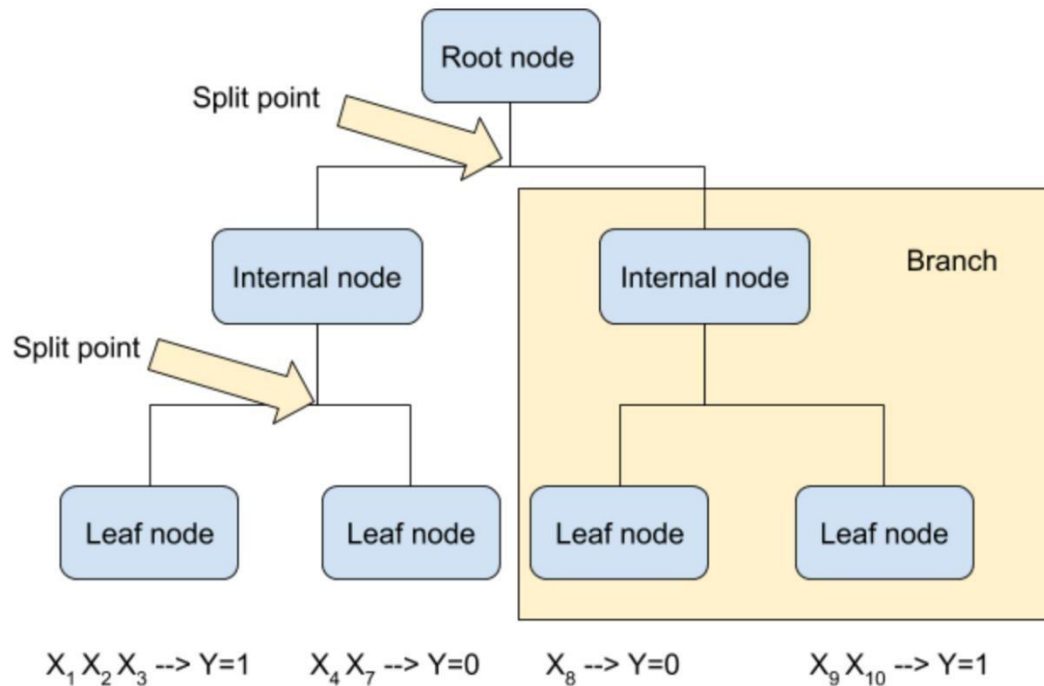 Root node
Split point
Internal node
Internal node
Branch
Split point
Leaf node
Leaf node
Leaf node
Leaf node
X₁ X₂ X₃ --> Y=1
X₄ X₇ --> Y=0
X₈ --> Y=0
X₉ X₁₀ --> Y=1